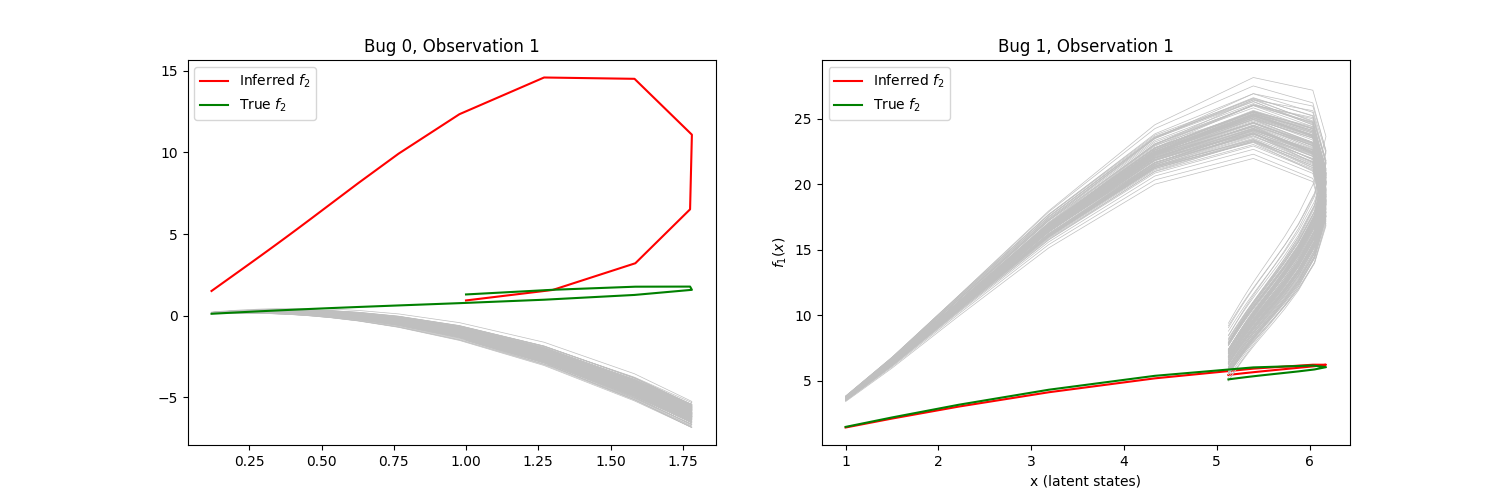 Bug 0, Observation 1
Inferred f₂
True f₂
15
10
5
0
−5
0.25 0.50 0.75 1.00 1.25 1.50 1.75
Bug 1, Observation 1
Inferred f₂
True f₂
f₁(x)
25
20
15
10
5
1 2 3 4 5 6
x (latent states)